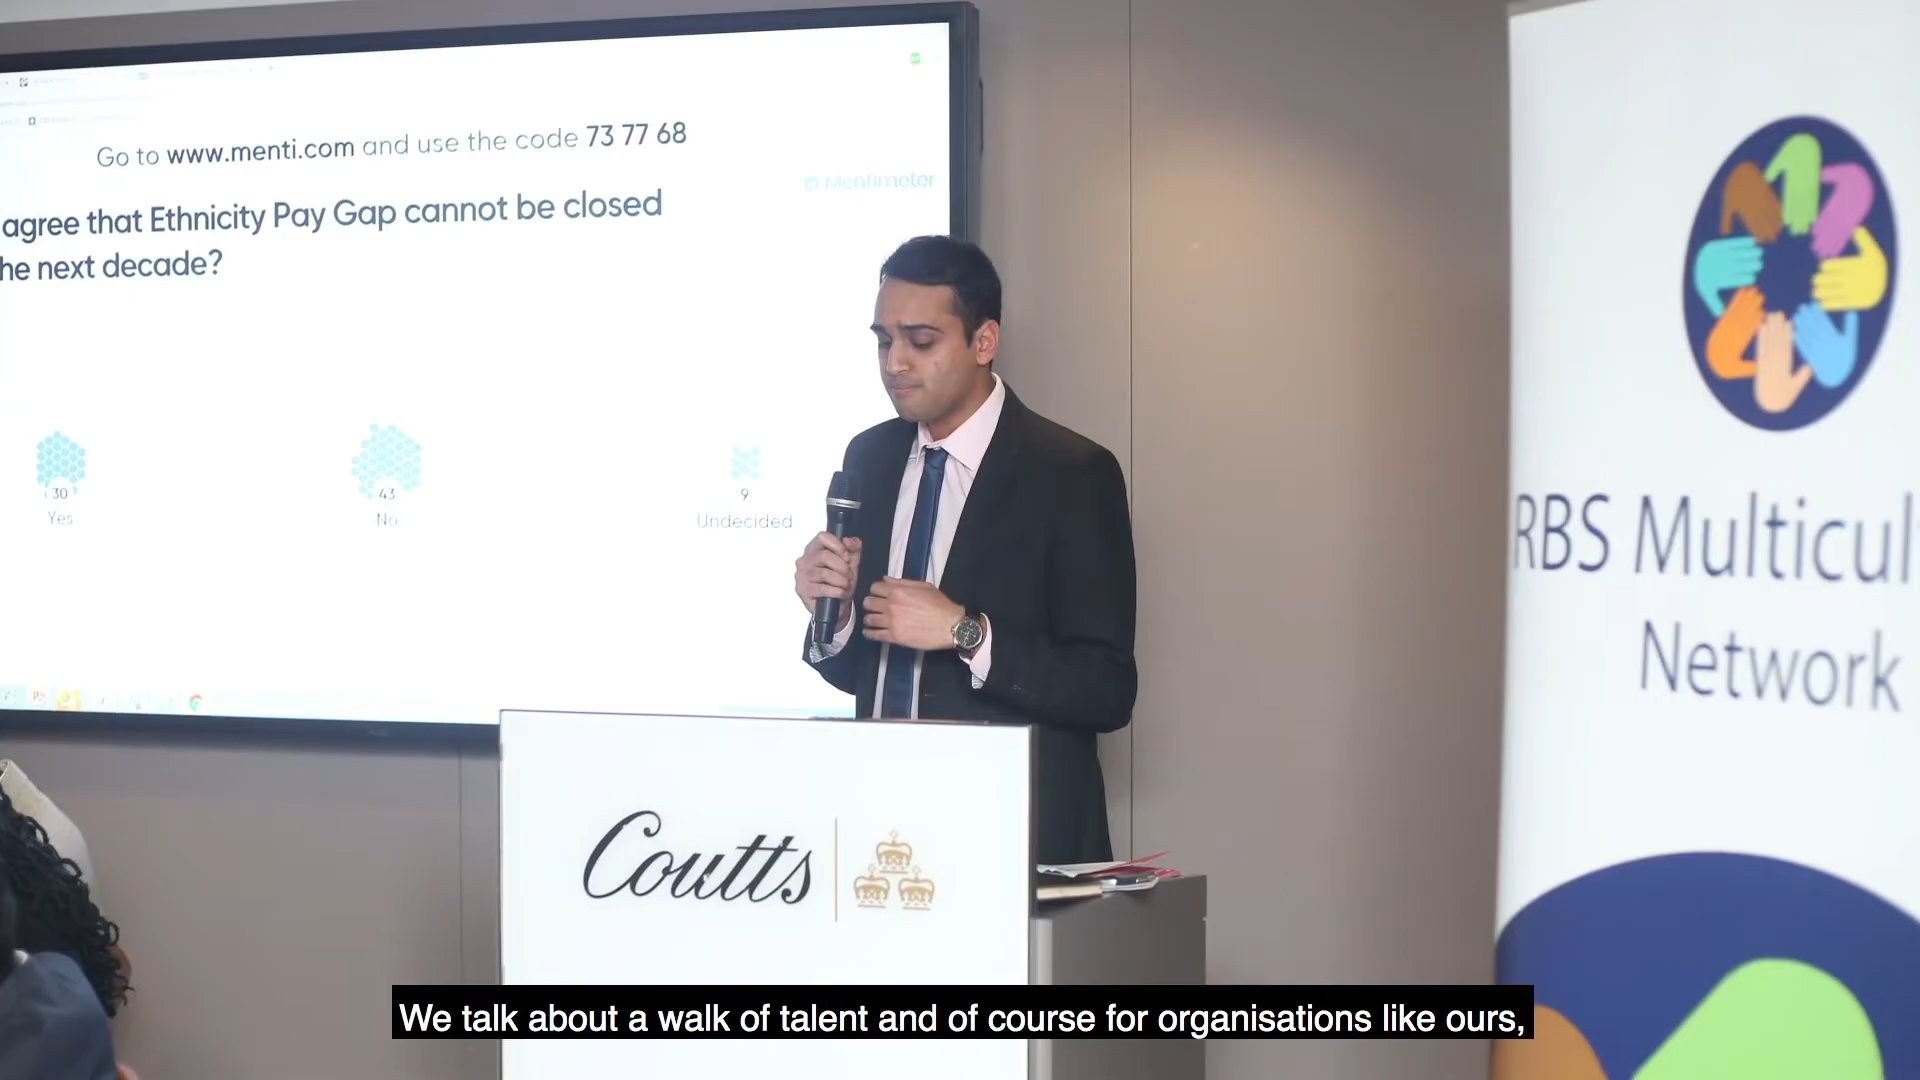 Go to www.menti.com and use the code 73 77 68
Mentimeter
agree that Ethnicity Pay Gap cannot be closed
he next decade?
30
Yes
43
No
9
Undecided
RBS Multicul
Network
Coutts
We talk about a walk of talent and of course for organisations like ours,